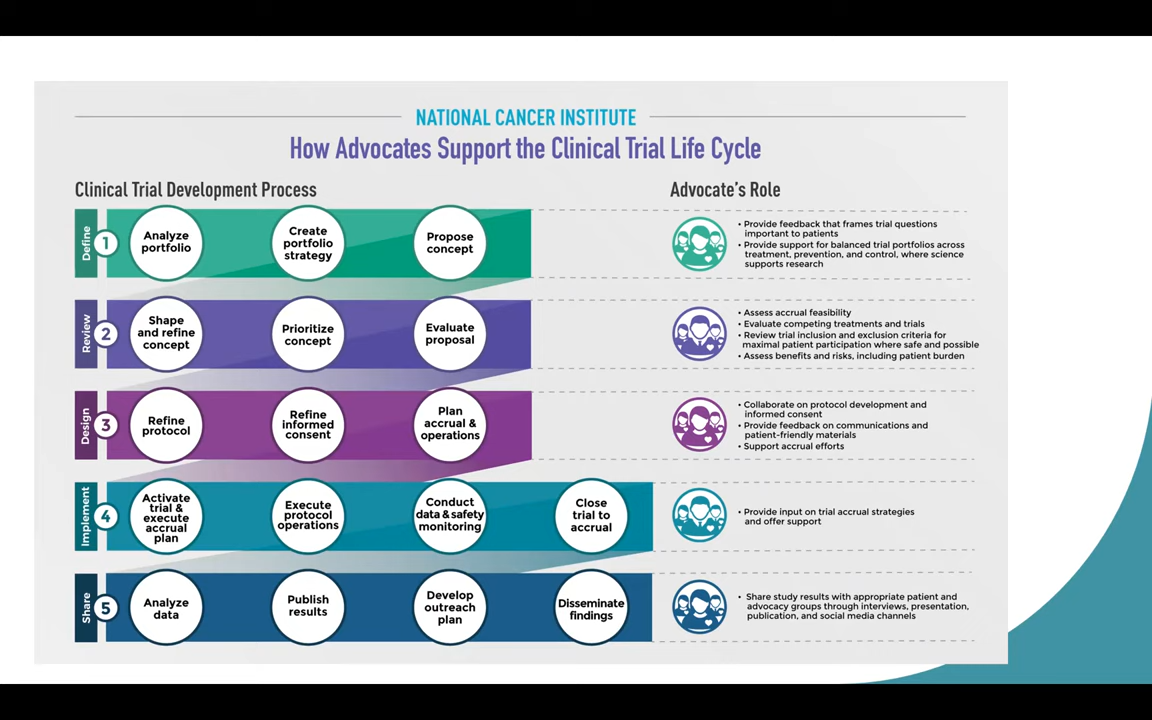 NATIONAL CANCER INSTITUTE
How Advocates Support the Clinical Trial Life Cycle
Clinical Trial Development Process
Advocate's Role
Define
1
Analyze
portfolio
Create
portfolio
strategy
Propose
concept
• Provide feedback that frames trial questions
important to patients
• Provide support for balanced trial portfolios across
treatment, prevention, and control, where science
supports research
Review
2
Shape
and refine
concept
Prioritize
concept
Evaluate
proposal
• Assess accrual feasibility
• Evaluate competing treatments and trials
• Review trial inclusion and exclusion criteria for
maximal patient participation where safe and possible
• Assess benefits and risks, including patient burden
Design
3
Refine
protocol
Refine
informed
consent
Plan
accrual &
operations
• Collaborate on protocol development and
informed consent
• Provide feedback on communications and
patient-friendly materials
• Support accrual efforts
Implement
4
Activate
trial &
execute
accrual
plan
Execute
protocol
operations
Conduct
data & safety
monitoring
Close
trial to
accrual
• Provide input on trial accrual strategies
and offer support
Share
5
Analyze
data
Publish
results
Develop
outreach
plan
Disseminate
findings
• Share study results with appropriate patient and
advocacy groups through interviews, presentation,
publication, and social media channels